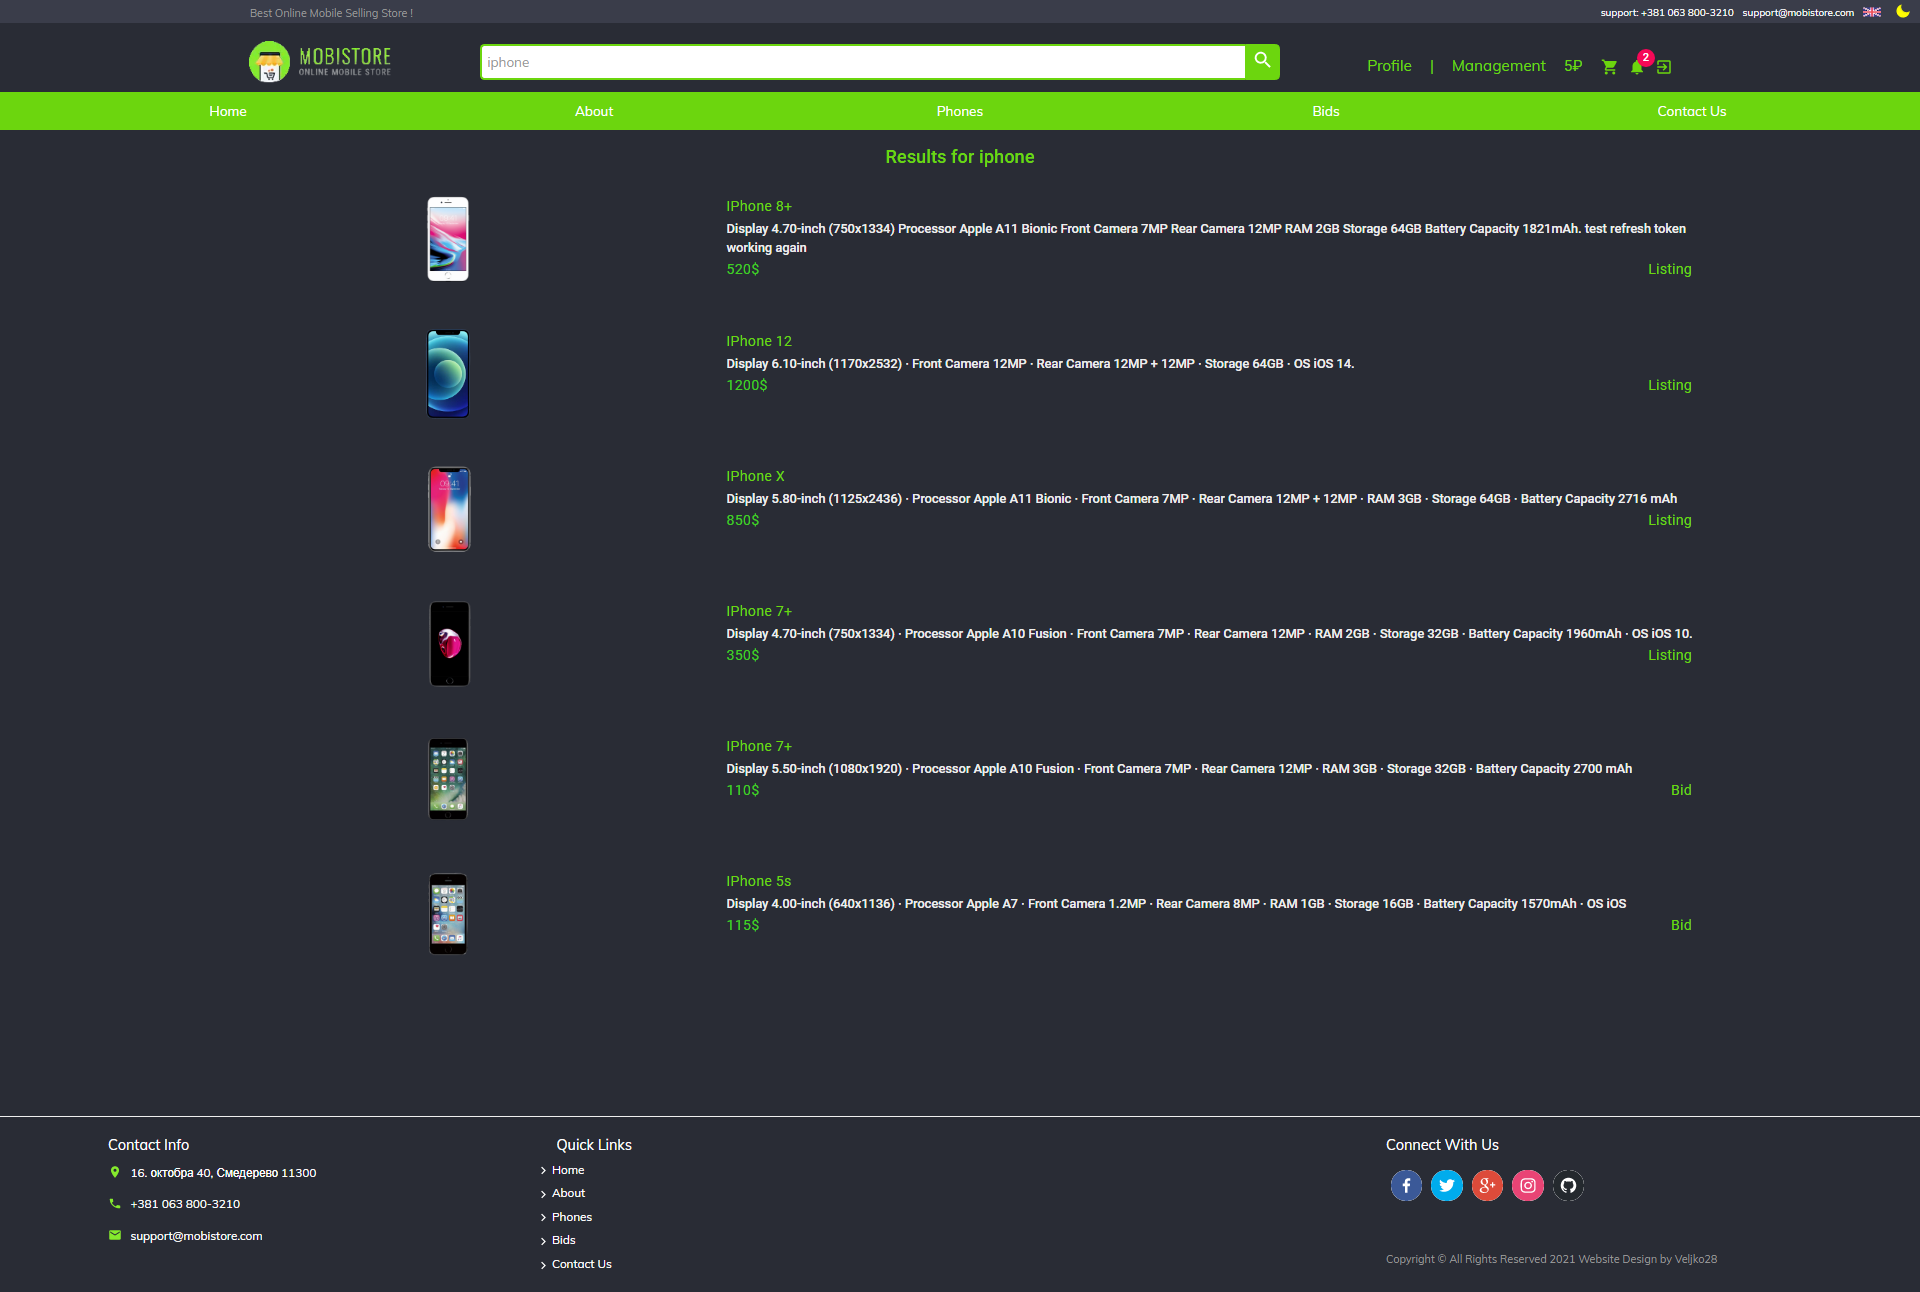 Best Online Mobile Selling Store !
support: +381 063 800-3210 support@mobistore.com
MOBISTORE
ONLINE MOBILE STORE
iphone
Profile | Management 5₽
2
Home About Phones Bids Contact Us
Results for iphone
IPhone 8+
Display 4.70-inch (750x1334) Processor Apple A11 Bionic Front Camera 7MP Rear Camera 12MP RAM 2GB Storage 64GB Battery Capacity 1821mAh. test refresh token
working again
520$ Listing
IPhone 12
Display 6.10-inch (1170x2532) · Front Camera 12MP · Rear Camera 12MP + 12MP · Storage 64GB · OS iOS 14.
1200$ Listing
IPhone X
Display 5.80-inch (1125x2436) · Processor Apple A11 Bionic · Front Camera 7MP · Rear Camera 12MP + 12MP · RAM 3GB · Storage 64GB · Battery Capacity 2716 mAh
850$ Listing
09:41
IPhone 7+
Display 4.70-inch (750x1334) · Processor Apple A10 Fusion · Front Camera 7MP · Rear Camera 12MP · RAM 2GB · Storage 32GB · Battery Capacity 1960mAh · OS iOS 10.
350$ Listing
IPhone 7+
Display 5.50-inch (1080x1920) · Processor Apple A10 Fusion · Front Camera 7MP · Rear Camera 12MP · RAM 3GB · Storage 32GB · Battery Capacity 2700 mAh
110$ Bid
IPhone 5s
Display 4.00-inch (640x1136) · Processor Apple A7 · Front Camera 1.2MP · Rear Camera 8MP · RAM 1GB · Storage 16GB · Battery Capacity 1570mAh · OS iOS
115$ Bid
Contact Info
16. октобра 40, Смедерево 11300
+381 063 800-3210
support@mobistore.com
Quick Links
Home
About
Phones
Bids
Contact Us
Connect With Us
Copyright © All Rights Reserved 2021 Website Design by Veljko28